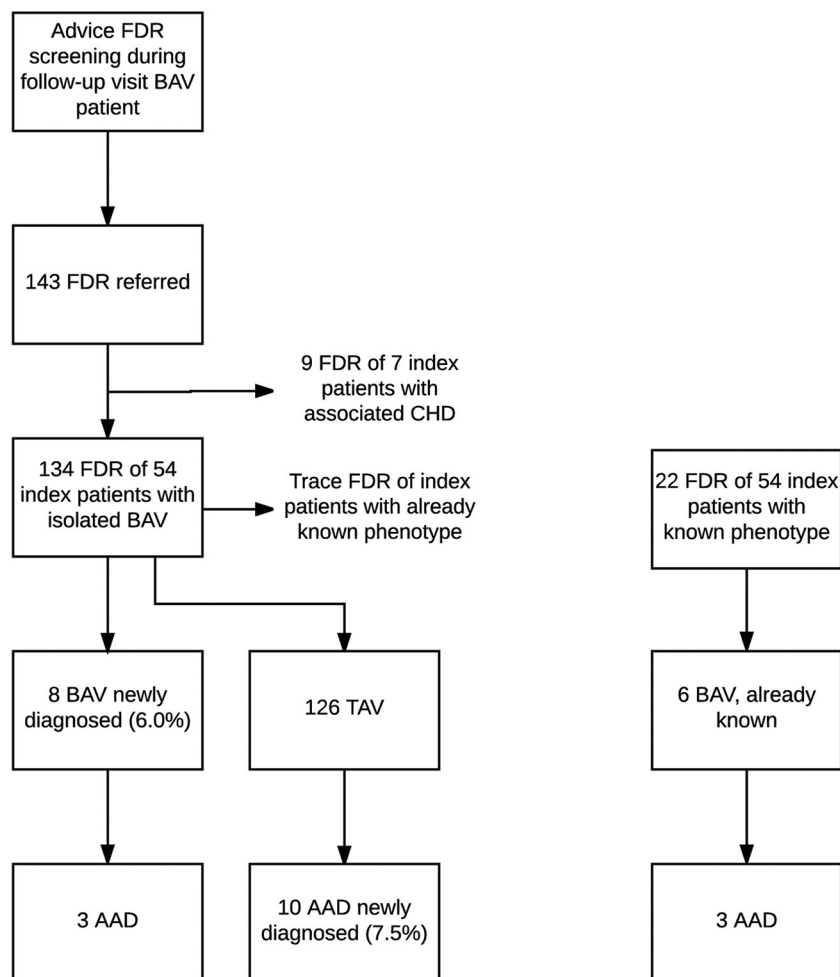 Advice FDR
screening during
follow-up visit BAV
patient
143 FDR referred
9 FDR of 7 index
patients with
associated CHD
134 FDR of 54
index patients with
isolated BAV
Trace FDR of index
patients with already
known phenotype
22 FDR of 54 index
patients with
known phenotype
8 BAV newly
diagnosed (6.0%)
126 TAV
6 BAV, already
known
3 AAD
10 AAD newly
diagnosed (7.5%)
3 AAD